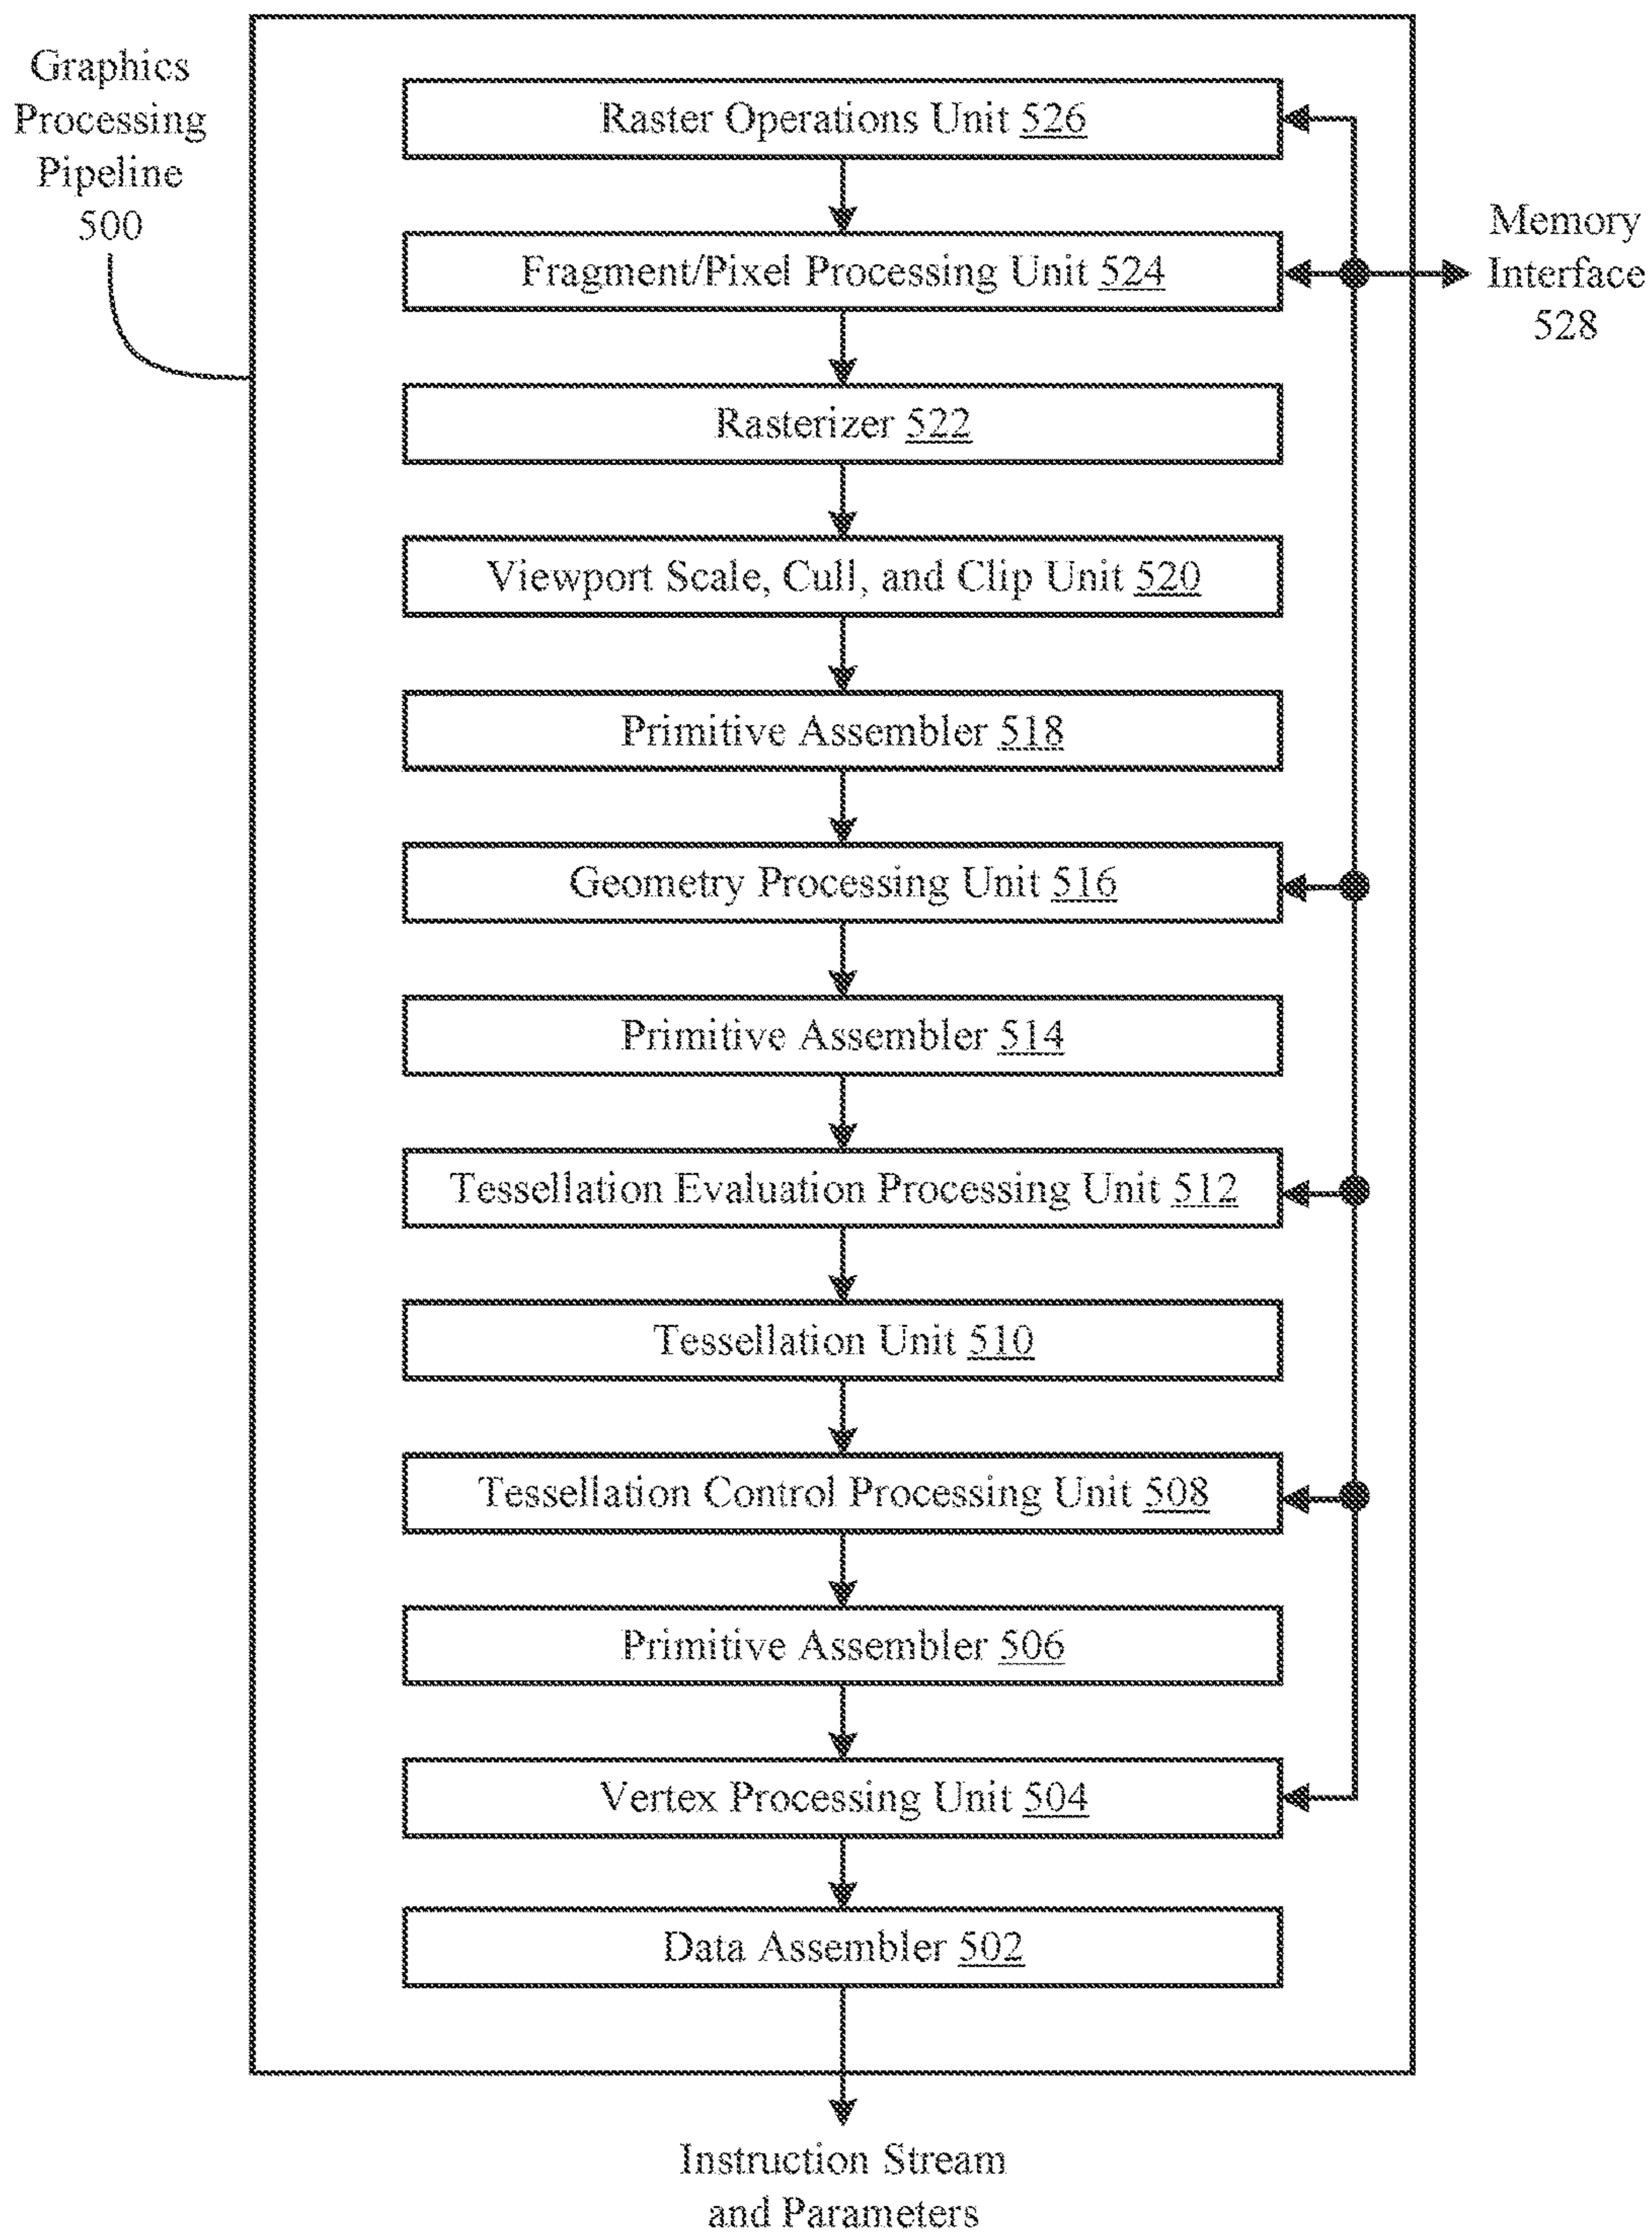 Graphics
Processing
Pipeline
500
Raster Operations Unit 526
Fragment/Pixel Processing Unit 524
Memory
Interface
528
Rasterizer 522
Viewport Scale, Cull, and Clip Unit 520
Primitive Assembler 518
Geometry Processing Unit 516
Primitive Assembler 514
Tessellation Evaluation Processing Unit 512
Tessellation Unit 510
Tessellation Control Processing Unit 508
Primitive Assembler 506
Vertex Processing Unit 504
Data Assembler 502
Instruction Stream
and Parameters